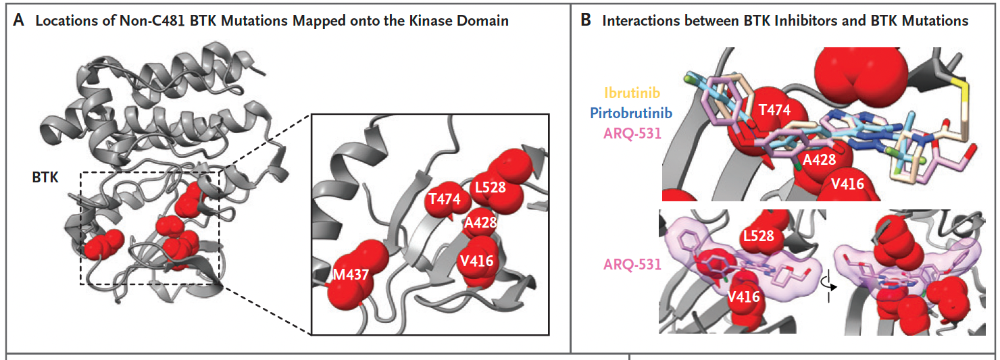 A Locations of Non-C481 BTK Mutations Mapped onto the Kinase Domain
BTK
T474
L528
A428
V416
M437
B Interactions between BTK Inhibitors and BTK Mutations
Ibrutinib
Pirtobrutinib
ARQ-531
T474
A428
V416
ARQ-531
L528
V416